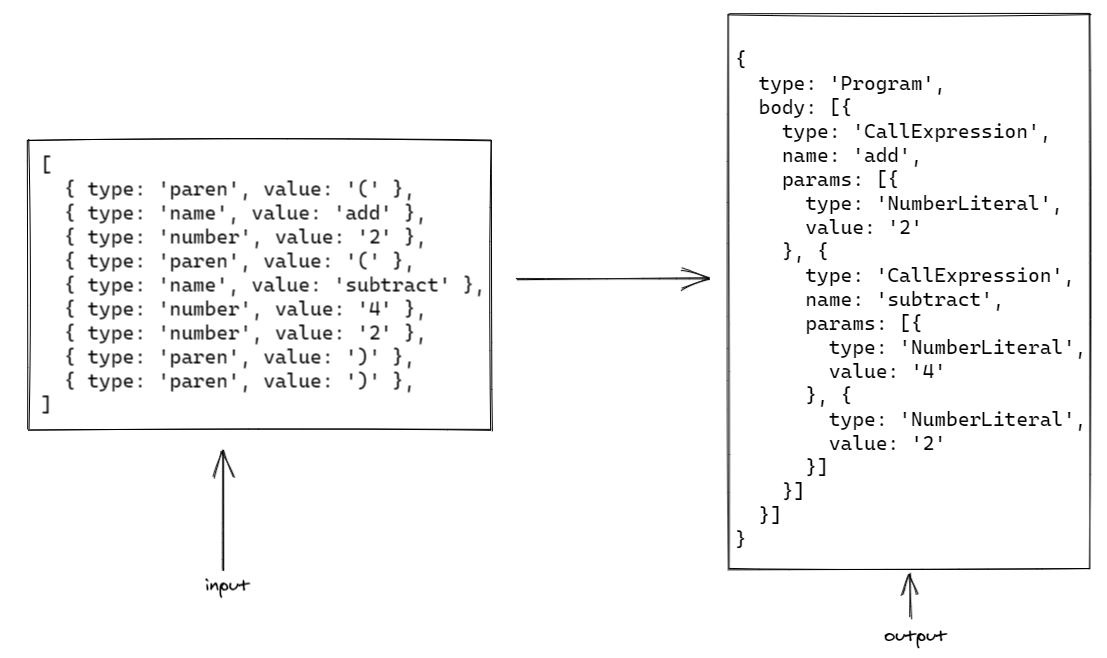 [
  { type: 'paren', value: '(' },
  { type: 'name', value: 'add' },
  { type: 'number', value: '2' },
  { type: 'paren', value: '(' },
  { type: 'name', value: 'subtract' },
  { type: 'number', value: '4' },
  { type: 'number', value: '2' },
  { type: 'paren', value: ')' },
  { type: 'paren', value: ')' },
]
input
{
  type: 'Program',
  body: [{
    type: 'CallExpression',
    name: 'add',
    params: [{
      type: 'NumberLiteral',
      value: '2'
    }, {
      type: 'CallExpression',
      name: 'subtract',
      params: [{
        type: 'NumberLiteral',
        value: '4'
      }, {
        type: 'NumberLiteral',
        value: '2'
      }]
    }]
  }]
}
output